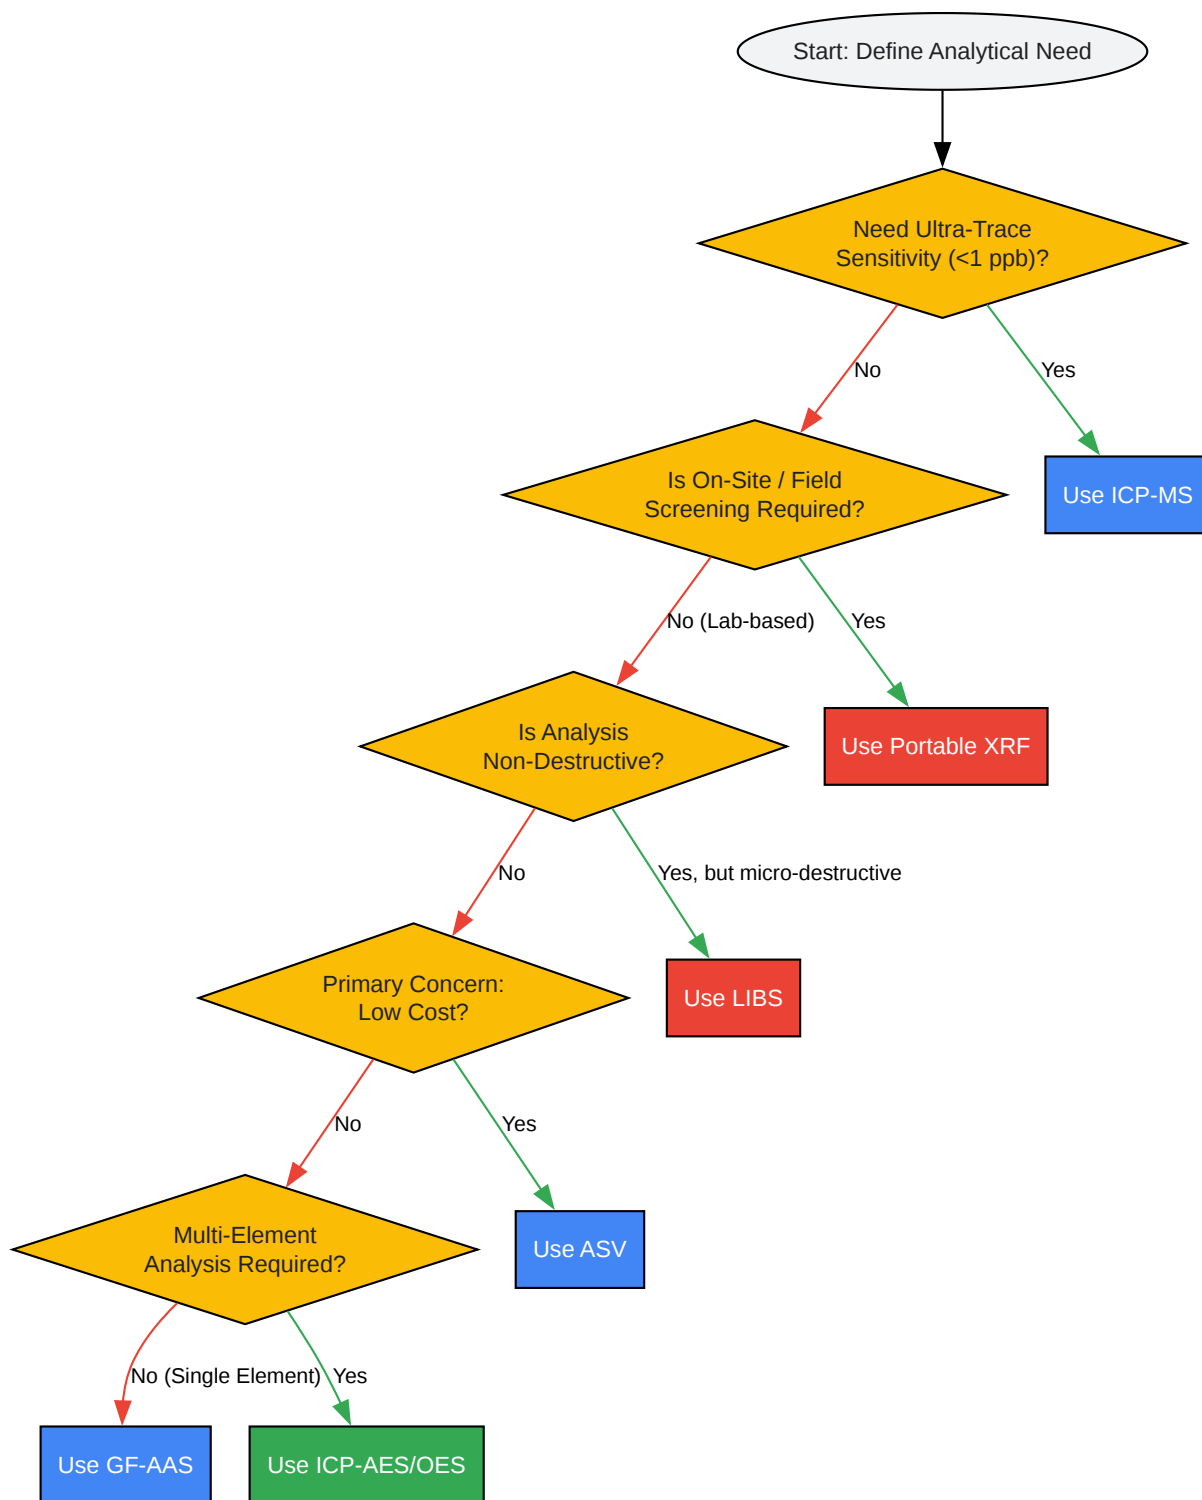 Start: Define Analytical Need
Need Ultra-Trace
Sensitivity (<1 ppb)?
No
Yes
Is On-Site / Field
Screening Required?
Use ICP-MS
No (Lab-based)
Yes
Is Analysis
Non-Destructive?
Use Portable XRF
No
Yes, but micro-destructive
Primary Concern:
Low Cost?
Use LIBS
No
Yes
Multi-Element
Analysis Required?
Use ASV
No (Single Element)
Yes
Use GF-AAS
Use ICP-AES/OES